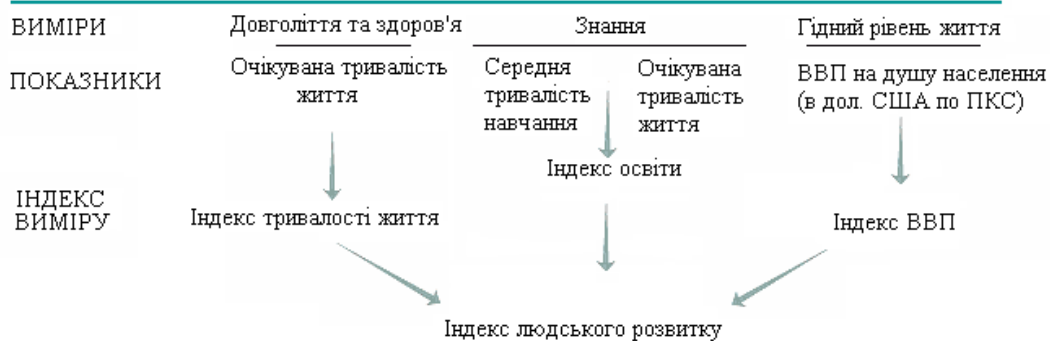 ВИМІРИ
Довголіття та здоров'я
Знання
Гідний рівень життя
ПОКАЗНИКИ
Очікувана тривалість
життя
Середня
тривалість
навчання
Очікувана
тривалість
життя
ВВП на душу населення
(в дол. США по ПКС)
Індекс освіти
ІНДЕКС
ВИМІРУ
Індекс тривалості життя
Індекс ВВП
Індекс людського розвитку